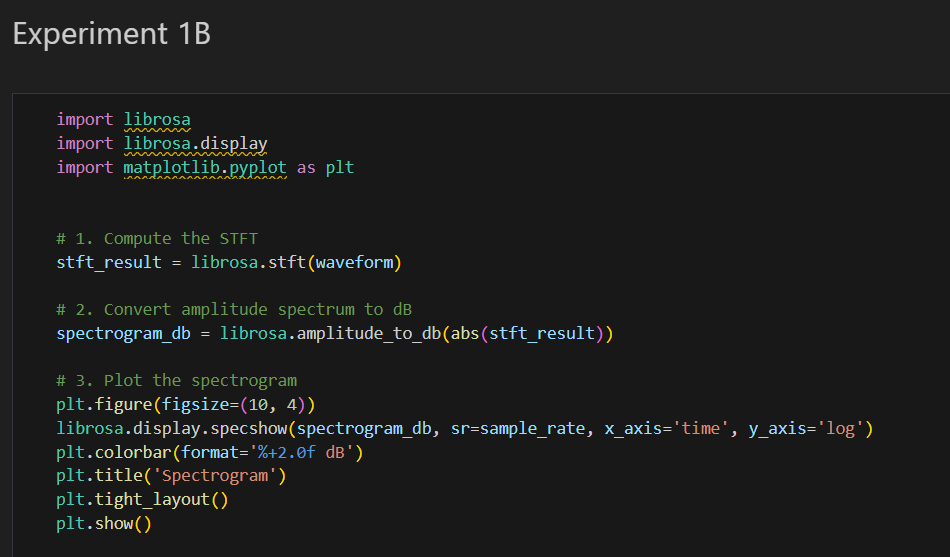 Experiment 1B
import librosa
import librosa.display
import matplotlib.pyplot as plt
# 1. Compute the STFT
stft_result = librosa.stft(waveform)
# 2. Convert amplitude spectrum to dB
spectrogram_db = librosa.amplitude_to_db(abs(stft_result))
# 3. Plot the spectrogram
plt.figure(figsize=(10, 4))
librosa.display.specshow(spectrogram_db, sr=sample_rate, x_axis='time', y_axis='log')
plt.colorbar(format='%+2.0f dB')
plt.title('Spectrogram')
plt.tight_layout()
plt.show()